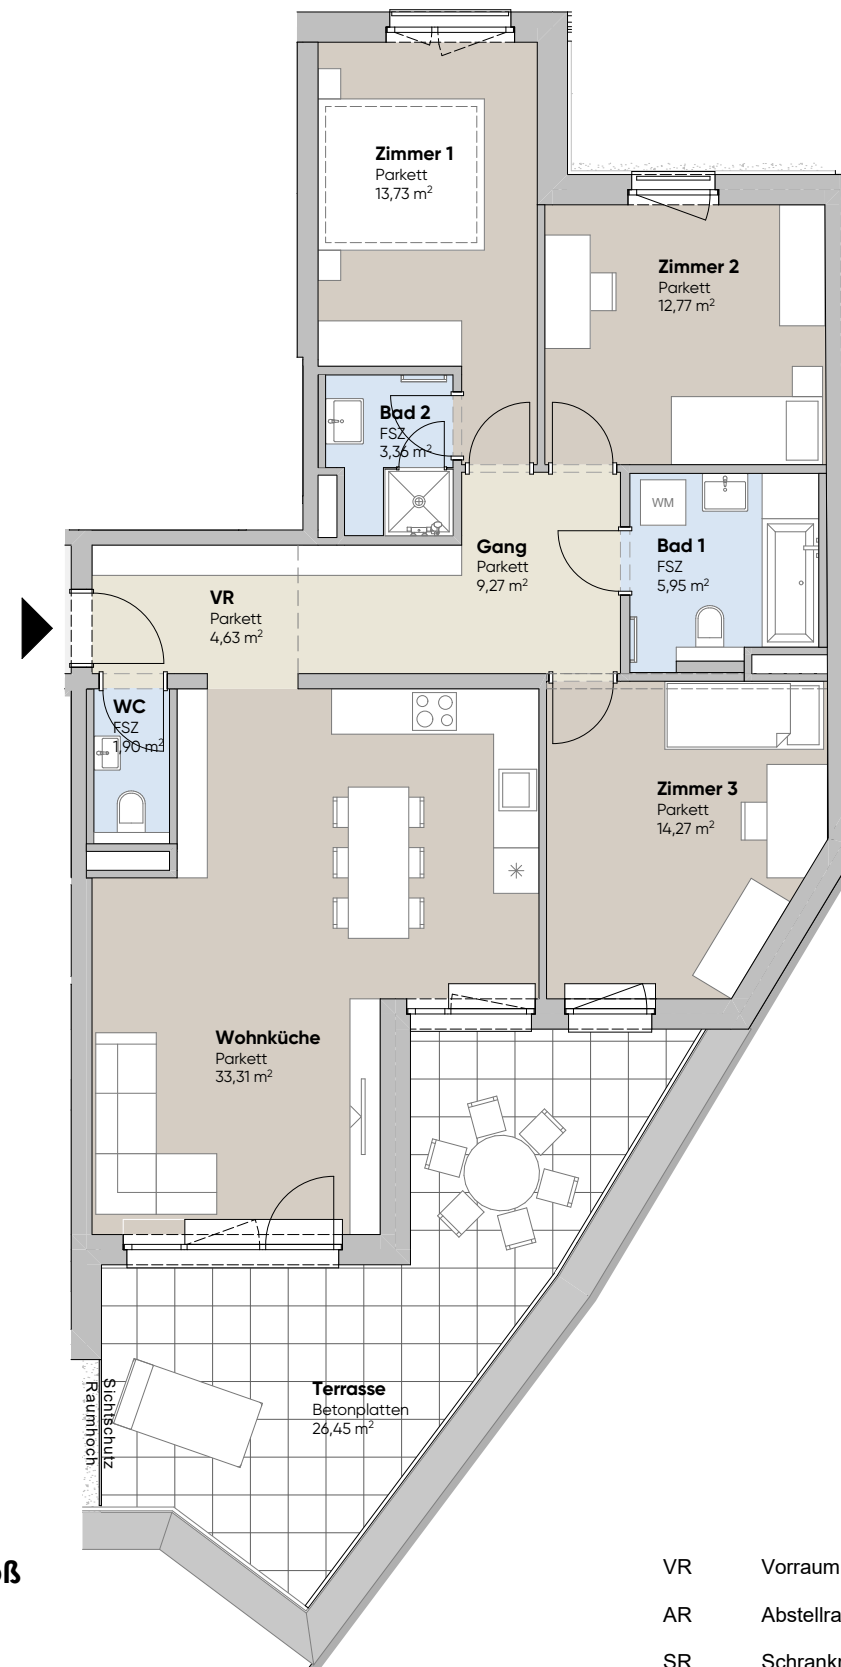 Zimmer 1
Parkett
13,73 m²
Zimmer 2
Parkett
12,77 m²
Bad 2
FSZ
3,36 m²
WM
Gang
Parkett
9,27 m²
Bad 1
FSZ
5,95 m²
VR
Parkett
4,63 m²
WC
FSZ
1,90 m²
Zimmer 3
Parkett
14,27 m²
Wohnküche
Parkett
33,31 m²
Terrasse
Betonplatten
26,45 m²
Sichtschutz
Raumhoch
VR Vorraum
AR
SR